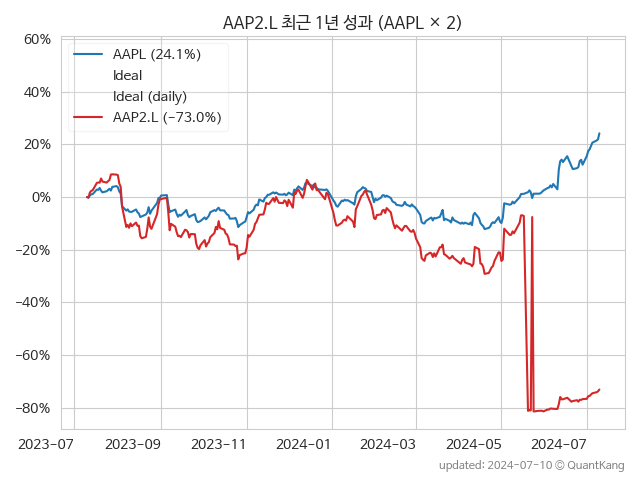 AAP2.L 최근 1년 성과 (AAPL × 2)
60%
40%
20%
0%
−20%
−40%
−60%
−80%
AAPL (24.1%)
Ideal
Ideal (daily)
AAP2.L (−73.0%)
2023−07
2023−09
2023−11
2024−01
2024−03
2024−05
2024−07
updated: 2024−07−10 © QuantKang